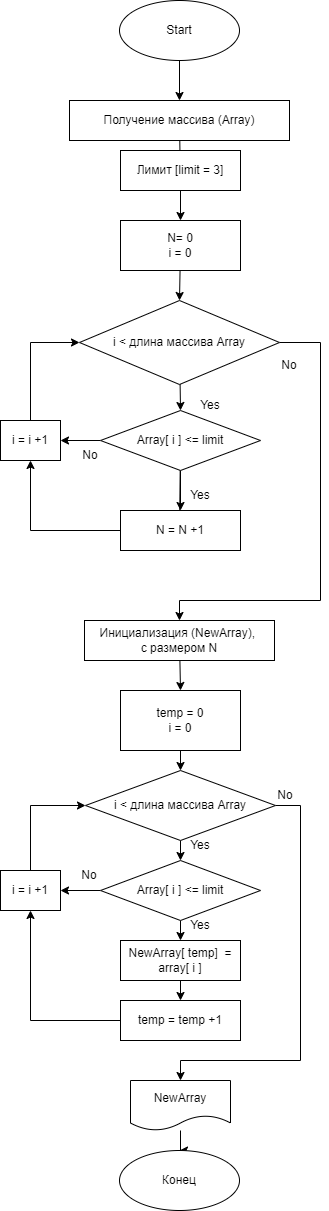 Start
Получение массива (Array)
Лимит [limit = 3]
N= 0
i = 0
i < длина массива Array
No
Yes
i = i +1
Array[ i ] <= limit
No
Yes
N = N +1
Инициализация (NewArray),
с размером N
temp = 0
i = 0
i < длина массива Array
No
Yes
i = i +1
No
Array[ i ] <= limit
Yes
NewArray[ temp]  =
array[ i ]
temp = temp +1
NewArray
Конец